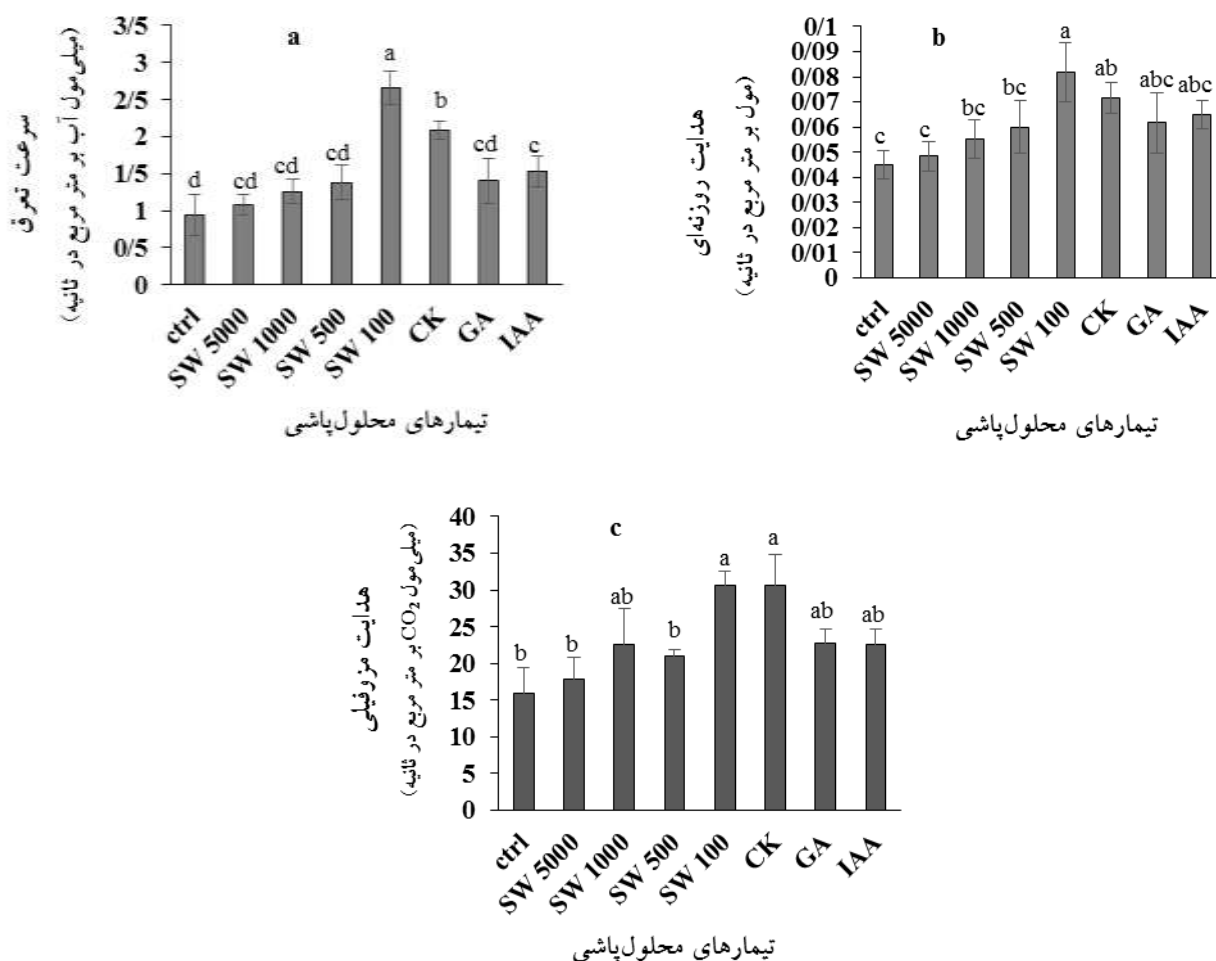 a
سرعت تعرق
(میلی‌مول آب بر متر مربع در ثانیه)
3/5
3
2/5
2
1/5
1
0/5
0
d
cd
cd
cd
a
b
cd
c
ctrl
SW 5000
SW 1000
SW 500
SW 100
CK
GA
IAA
تیمارهای محلول‌پاشی
b
هدایت روزنه‌ای
(مول بر متر مربع در ثانیه)
0/1
0/09
0/08
0/07
0/06
0/05
0/04
0/03
0/02
0/01
0
c
c
bc
bc
a
ab
abc
abc
ctrl
SW 5000
SW 1000
SW 500
SW 100
CK
GA
IAA
تیمارهای محلول‌پاشی
c
هدایت مزوفیلی
(میلی‌مول CO₂ بر متر مربع در ثانیه)
40
35
30
25
20
15
10
5
0
b
b
ab
b
a
a
ab
ab
ctrl
SW 5000
SW 1000
SW 500
SW 100
CK
GA
IAA
تیمارهای محلول‌پاشی